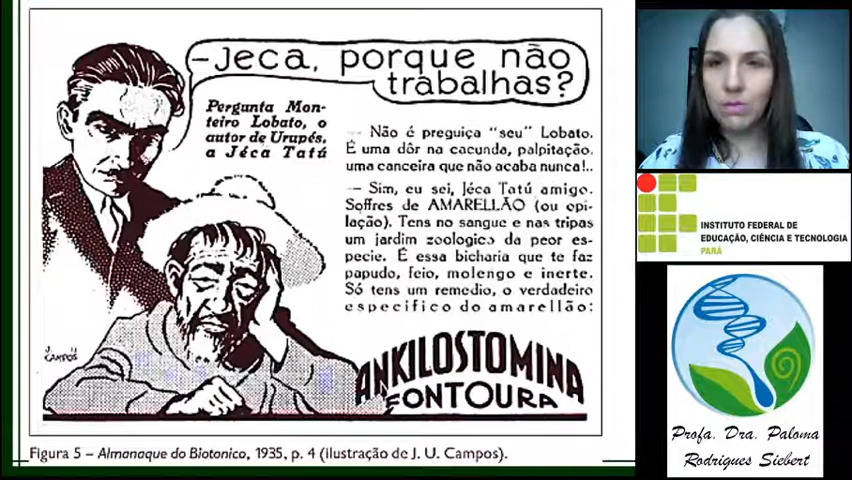 -Jeca, porque não
trabalhas?
Pergunta Mon-
teiro Lobato, o
autor de Urupês,
a Jéca Tatú
— Não é preguiça "seu" Lobato.
É uma dôr na cacunda, palpitação,
uma canceira que não acaba nunca!..
— Sim, eu sei, Jéca Tatú amigo.
Soffres de AMARELLÃO (ou opi-
lação). Tens no sangue e nas tripas
um jardim zoologico da peor es-
pecie. É essa bicharia que te faz
papudo, feio, molengo e inerte.
Só tens um remedio, o verdadeiro
especifico do amarellão:
ANKILOSTOMINA
FONTOURA
J. U.
CAMPOS
Figura 5 – Almanaque do Biotonico, 1935, p. 4 (ilustração de J. U. Campos).
INSTITUTO FEDERAL DE
EDUCAÇÃO, CIÊNCIA E TECNOLOGIA
PARÁ
Profa. Dra. Paloma
Rodrigues Siebert